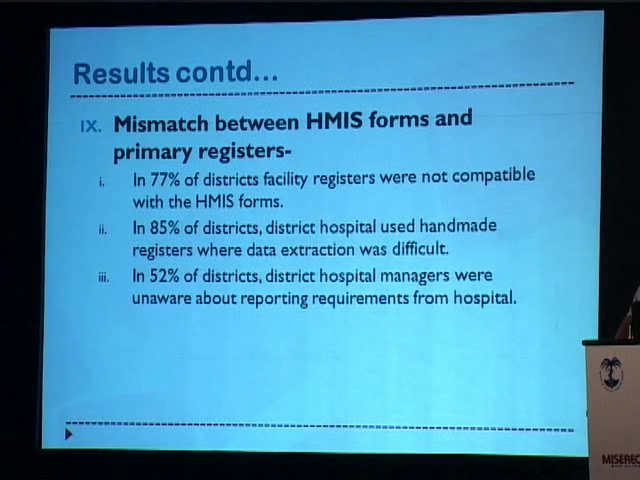 Results contd...
IX. Mismatch between HMIS forms and
primary registers-
i. In 77% of districts facility registers were not compatible
with the HMIS forms.
ii. In 85% of districts, district hospital used handmade
registers where data extraction was difficult.
iii. In 52% of districts, district hospital managers were
unaware about reporting requirements from hospital.